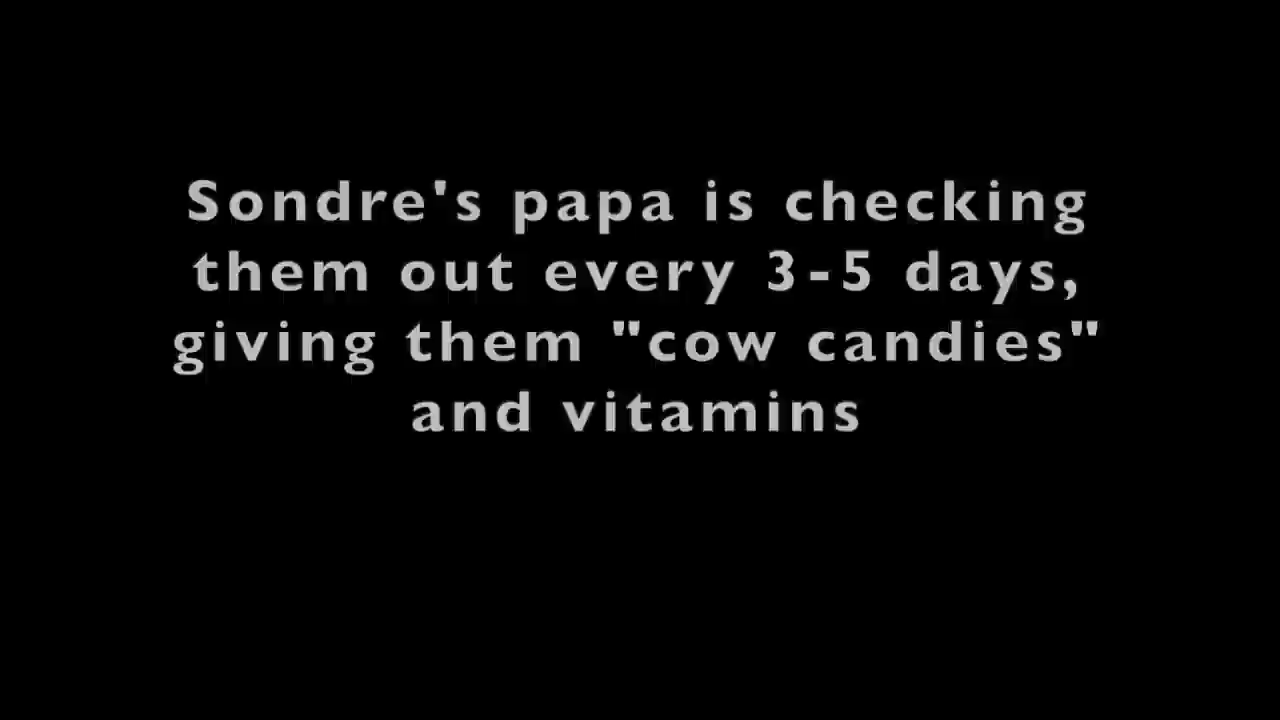 Sondre's papa is checking
them out every 3-5 days,
giving them "cow candies"
and vitamins